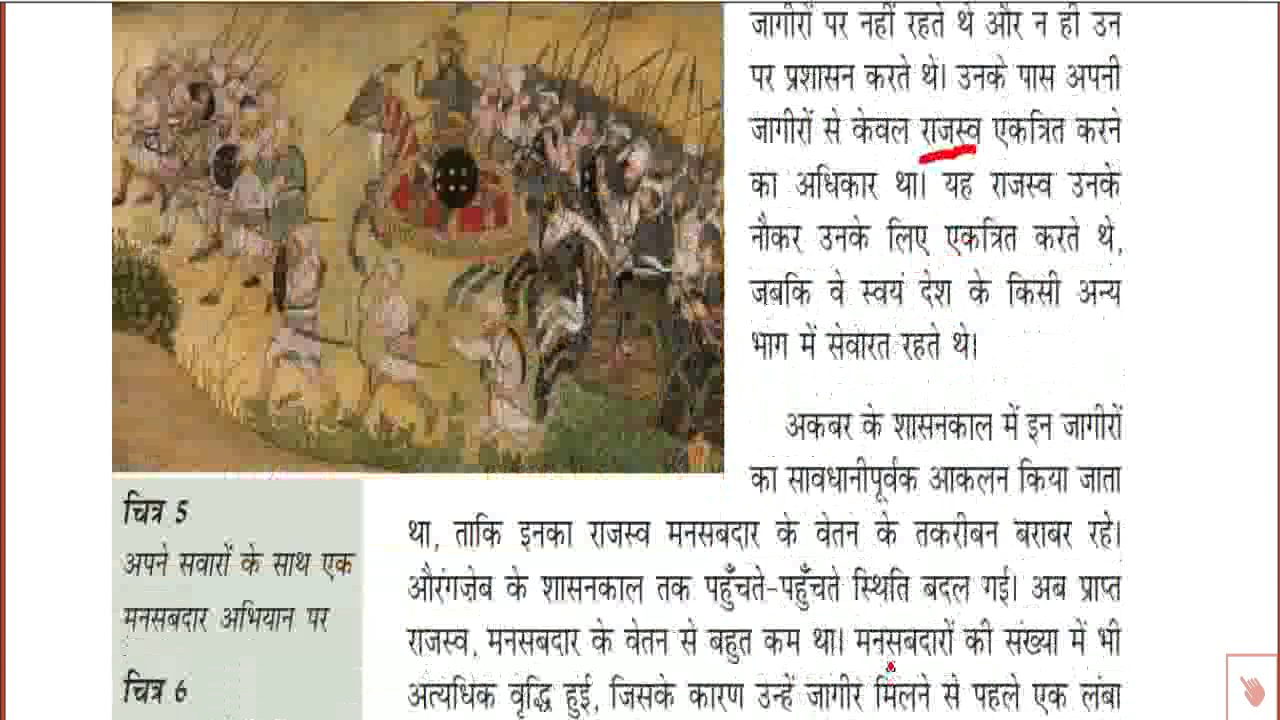 जागीरों पर नहीं रहते थे और न ही उन
पर प्रशासन करते थे। उनके पास अपनी
जागीरों से केवल राजस्व एकत्रित करने
का अधिकार था। यह राजस्व उनके
नौकर उनके लिए एकत्रित करते थे,
जबकि वे स्वयं देश के किसी अन्य
भाग में सेवारत रहते थे।
अकबर के शासनकाल में इन जागीरों
का सावधानीपूर्वक आकलन किया जाता
था, ताकि इनका राजस्व मनसबदार के वेतन के तकरीबन बराबर रहे।
औरंगज़ेब के शासनकाल तक पहुँचते-पहुँचते स्थिति बदल गई। अब प्राप्त
राजस्व, मनसबदार के वेतन से बहुत कम था। मनसबदारों की संख्या में भी
अत्यधिक वृद्धि हुई, जिसके कारण उन्हें जागीर मिलने से पहले एक लंबा
चित्र 5
अपने सवारों के साथ एक
मनसबदार अभियान पर
चित्र 6